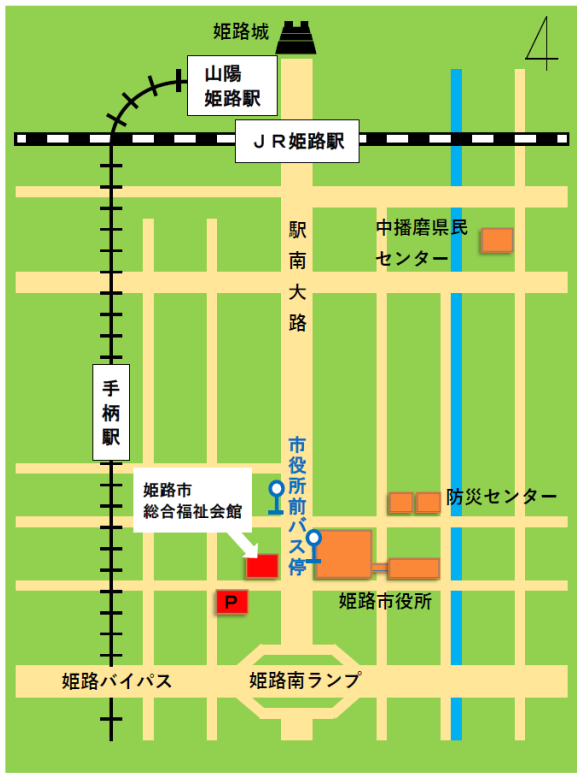 姫路城
山陽
姫路駅
ＪＲ姫路駅
中播磨県民
センター
駅南大路
手柄駅
市役所前バス停
姫路市
総合福祉会館
防災センター
P
姫路市役所
姫路バイパス
姫路南ランプ